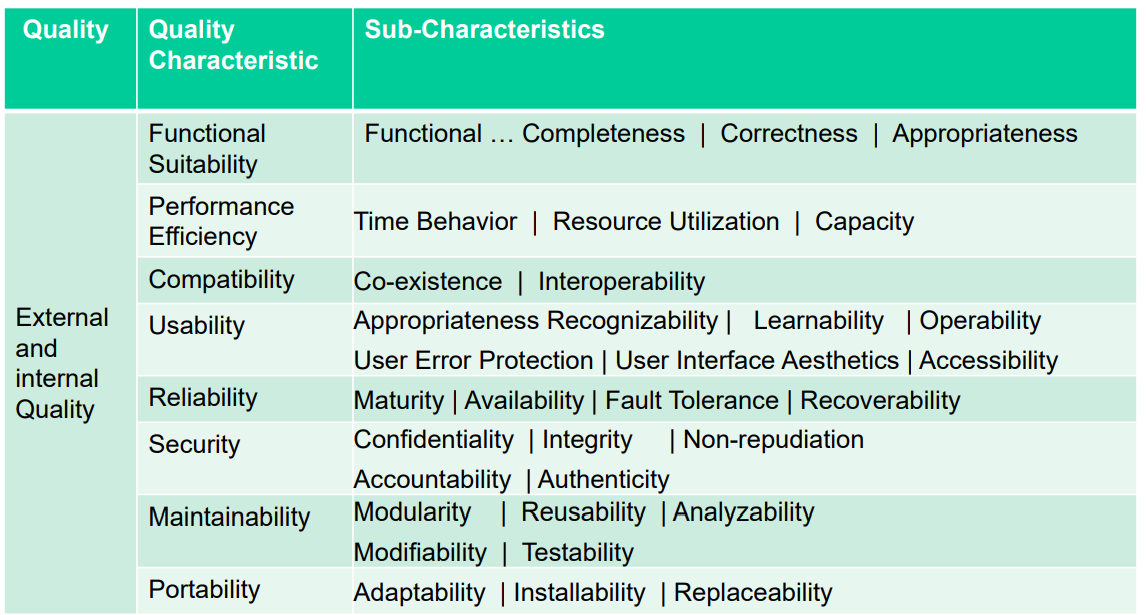 Quality
Quality
Characteristic
Sub-Characteristics
External
and
internal
Quality
Functional
Suitability
Functional … Completeness | Correctness | Appropriateness
Performance
Efficiency
Time Behavior | Resource Utilization | Capacity
Compatibility
Co-existence | Interoperability
Usability
Appropriateness Recognizability | Learnability | Operability
User Error Protection | User Interface Aesthetics | Accessibility
Reliability
Maturity | Availability | Fault Tolerance | Recoverability
Security
Confidentiality | Integrity | Non-repudiation
Accountability | Authenticity
Maintainability
Modularity | Reusability | Analyzability
Modifiability | Testability
Portability
Adaptability | Installability | Replaceability